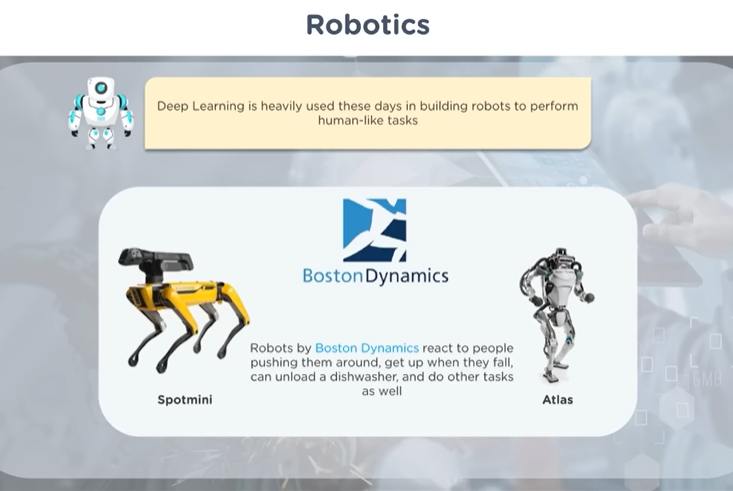 Robotics
Deep Learning is heavily used these days in building robots to perform
human-like tasks
BostonDynamics
Robots by Boston Dynamics react to people
pushing them around, get up when they fall,
can unload a dishwasher, and do other tasks
as well
Spotmini
Atlas
GMO